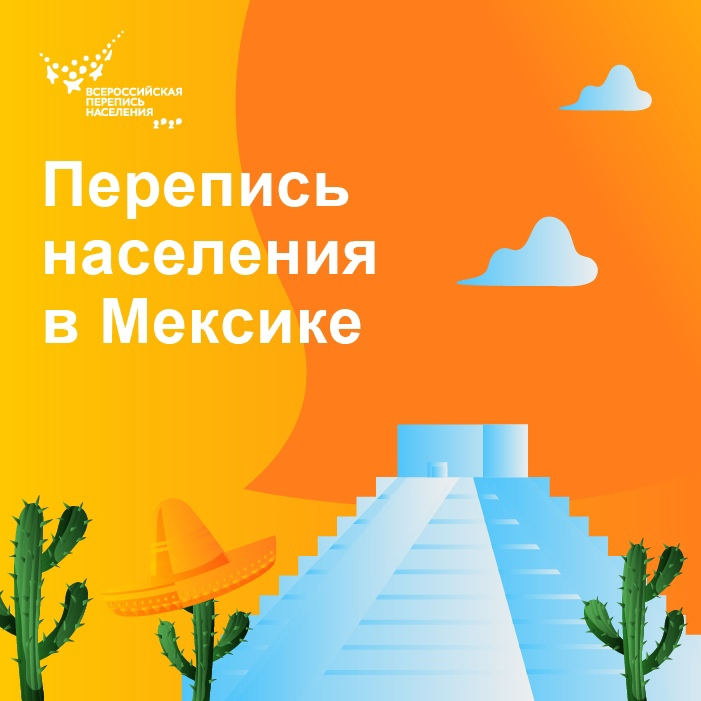 ВСЕРОССИЙСКАЯ
ПЕРЕПИСЬ
НАСЕЛЕНИЯ
2020
Перепись
населения
в Мексике